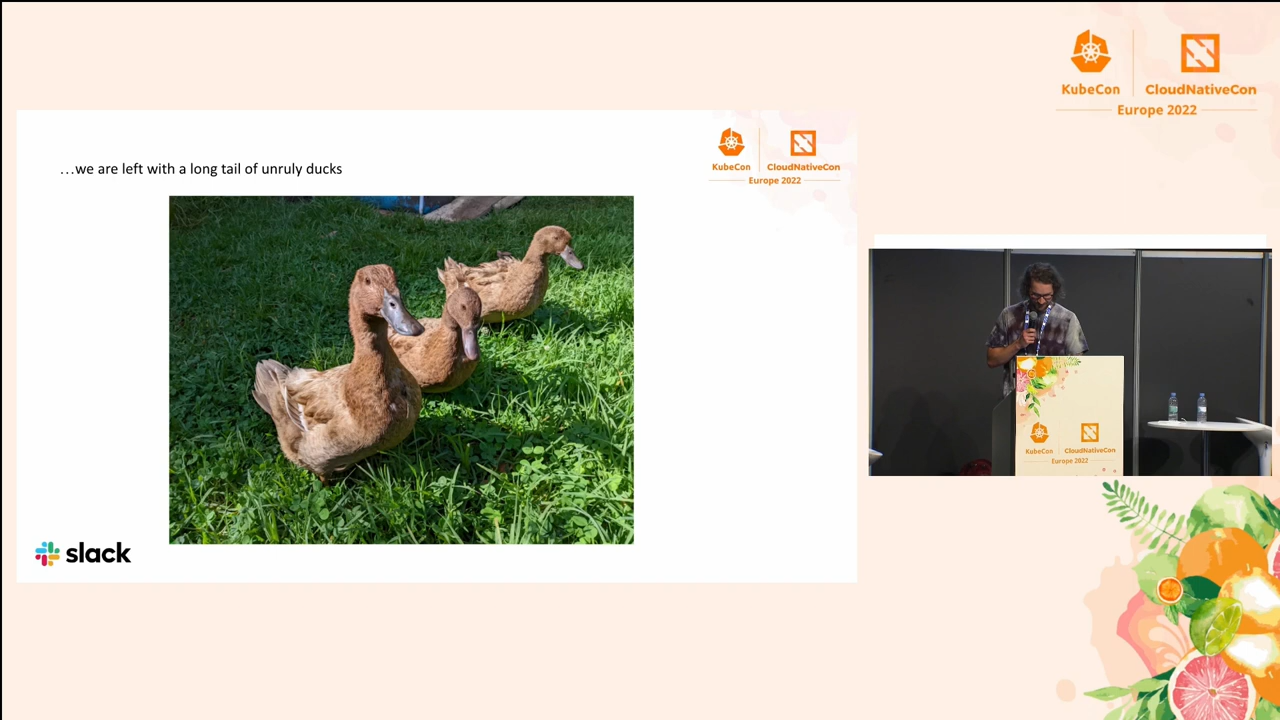 KubeCon
CloudNativeCon
Europe 2022
…we are left with a long tail of unruly ducks
KubeCon
CloudNativeCon
Europe 2022
slack
KubeCon
CloudNativeCon
Europe 2022